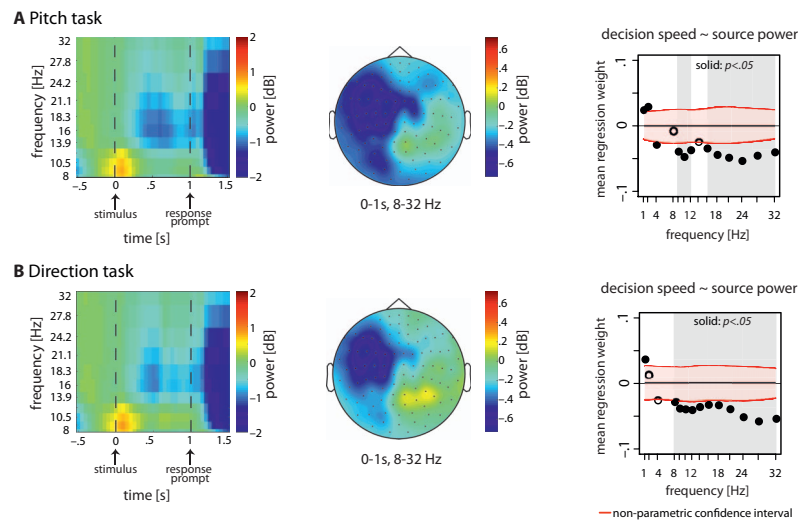 A Pitch task
32
27.8
24.2
21.1
18.3
16
13.9
10.5
8
frequency [Hz]
-.5 0 .5 1 1.5
stimulus
response
prompt
time [s]
2
1
0
−1
−2
power [dB]
0-1s, 8-32 Hz
.6
.4
.2
0
-.2
-.4
-.6
power [dB]
decision speed ~ source power
solid: p<.05
.1
0
-.1
mean regression weight
1 4 8 12 18 24 32
frequency [Hz]
B Direction task
32
27.8
24.2
21.1
18.3
16
13.9
10.5
8
frequency [Hz]
-.5 0 .5 1 1.5
stimulus
response
prompt
time [s]
2
1
0
−1
−2
power [dB]
0-1s, 8-32 Hz
.6
.4
.2
0
-.2
-.4
-.6
power [dB]
decision speed ~ source power
solid: p<.05
.1
0
-.1
mean regression weight
1 4 8 12 18 24 32
frequency [Hz]
non-parametric confidence interval